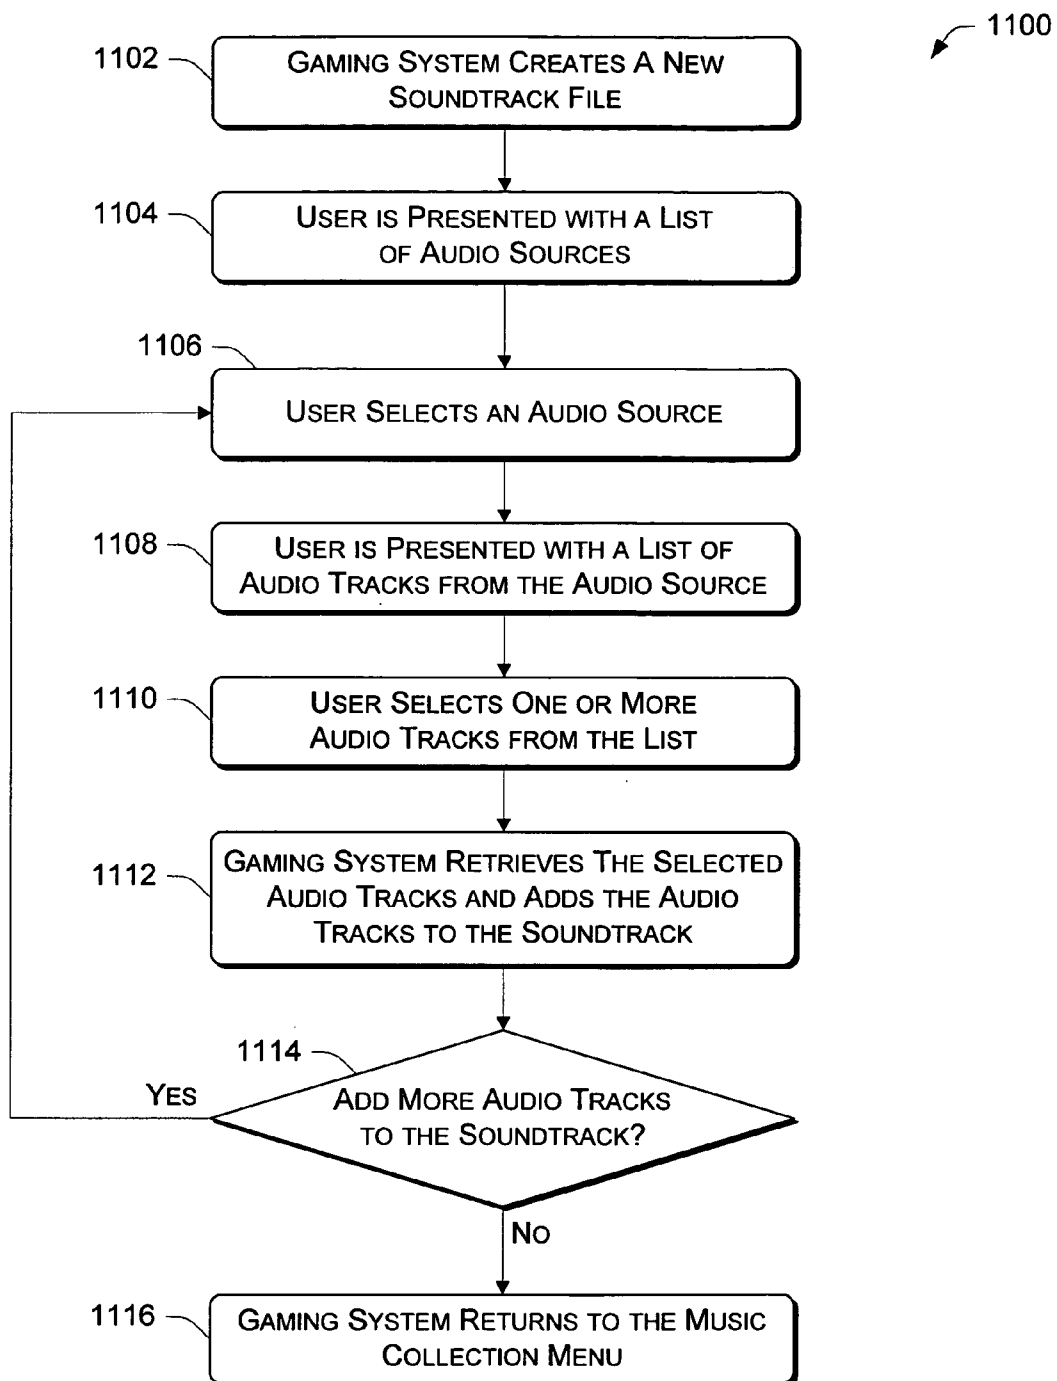 1100
1102
GAMING SYSTEM CREATES A NEW
SOUNDTRACK FILE
1104
USER IS PRESENTED WITH A LIST
OF AUDIO SOURCES
1106
USER SELECTS AN AUDIO SOURCE
1108
USER IS PRESENTED WITH A LIST OF
AUDIO TRACKS FROM THE AUDIO SOURCE
1110
USER SELECTS ONE OR MORE
AUDIO TRACKS FROM THE LIST
1112
GAMING SYSTEM RETRIEVES THE SELECTED
AUDIO TRACKS AND ADDS THE AUDIO
TRACKS TO THE SOUNDTRACK
1114
YES
ADD MORE AUDIO TRACKS
TO THE SOUNDTRACK?
NO
1116
GAMING SYSTEM RETURNS TO THE MUSIC
COLLECTION MENU